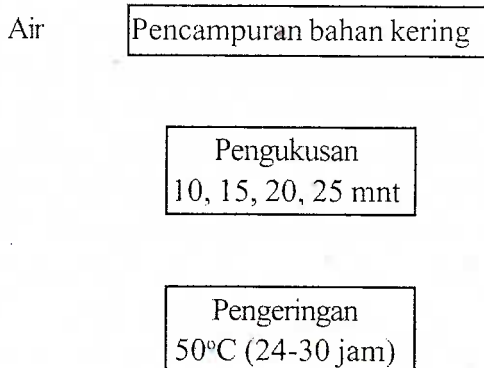 Air Pencampuran bahan kering
Pengukusan
10, 15, 20, 25 mnt
Pengeringan
50°C (24-30 jam)